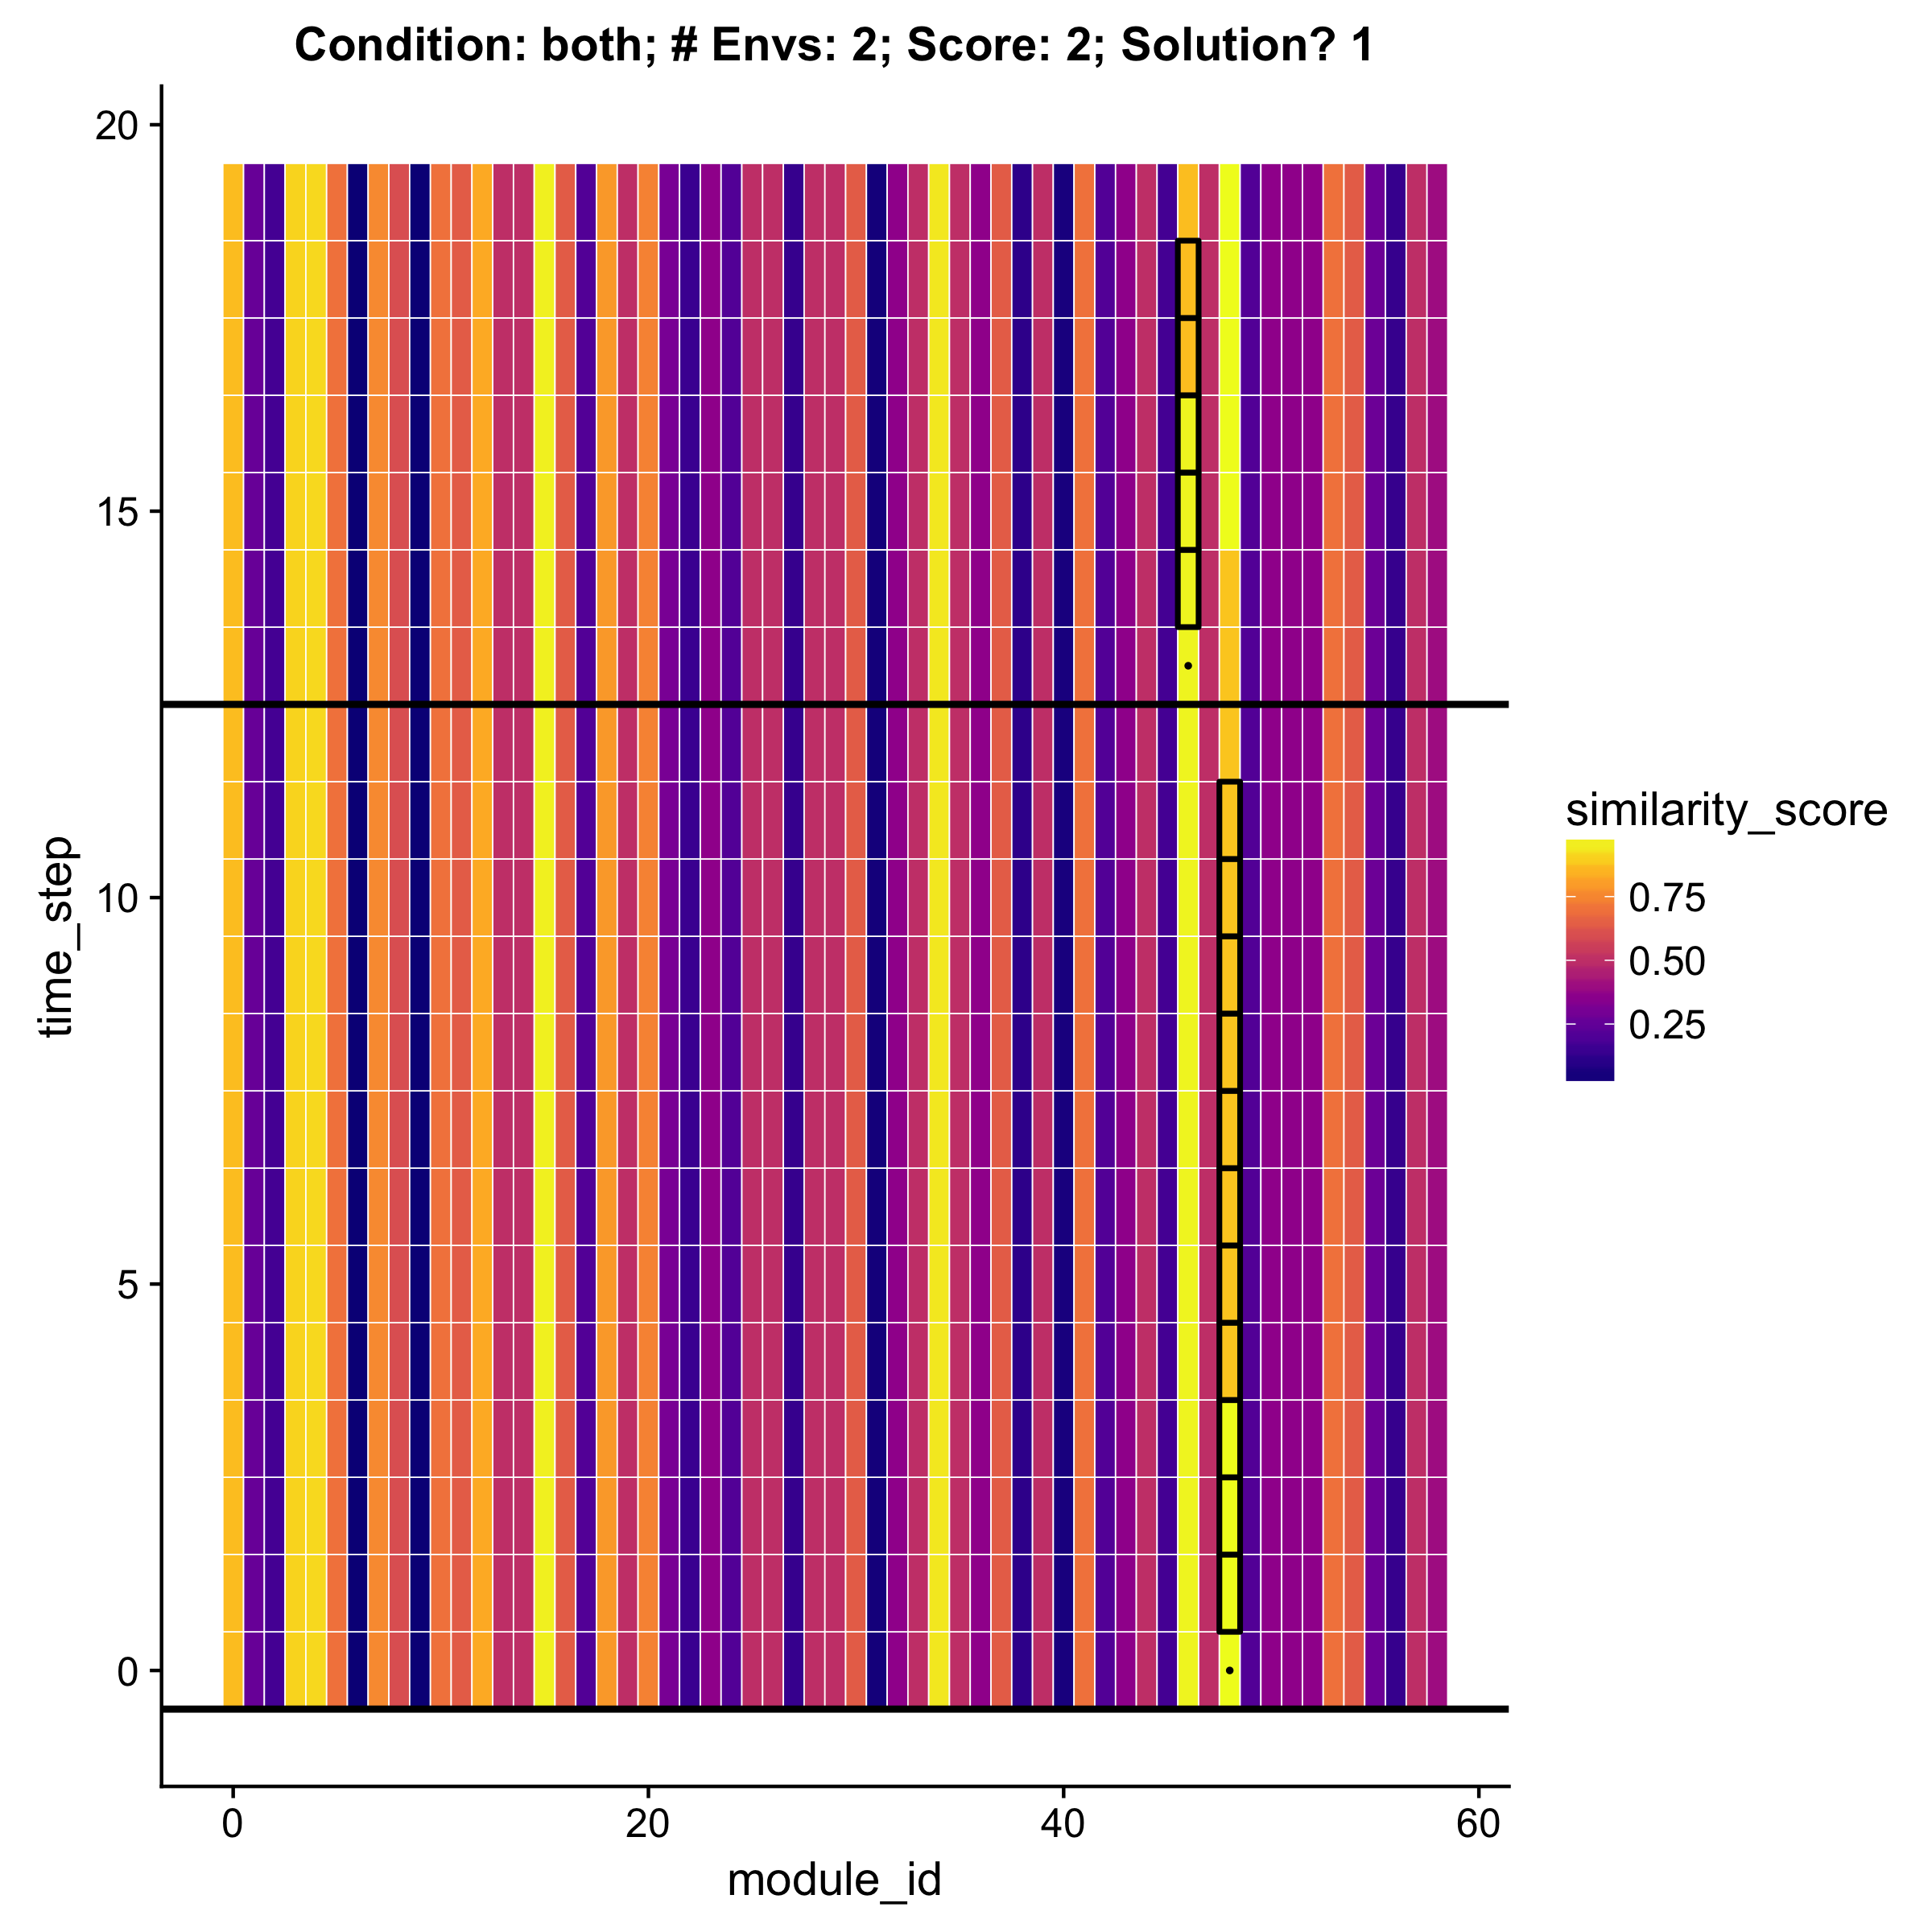 Condition: both; # Envs: 2; Score: 2; Solution? 1
20
15
10
5
0
time_step
0 20 40 60
module_id
similarity_score
0.75
0.50
0.25